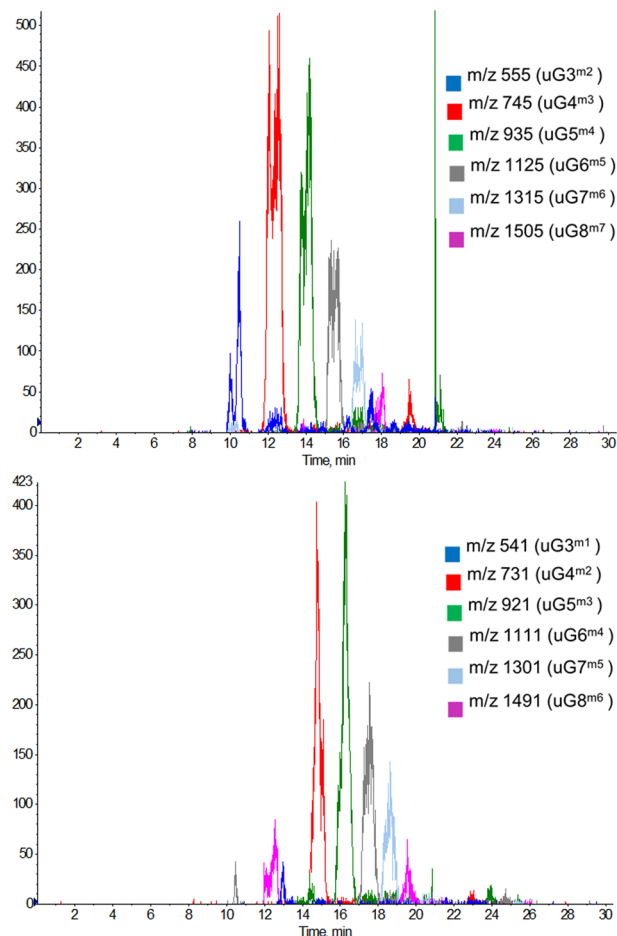 500
450
400
350
300
250
200
150
100
50
0
m/z 555 (uG3m2)
m/z 745 (uG4m3)
m/z 935 (uG5m4)
m/z 1125 (uG6m5)
m/z 1315 (uG7m6)
m/z 1505 (uG8m7)
2 4 6 8 10 12 14 16 18 20 22 24 26 28 30
Time, min
423
400
350
300
250
200
150
100
50
0
m/z 541 (uG3m1)
m/z 731 (uG4m2)
m/z 921 (uG5m3)
m/z 1111 (uG6m4)
m/z 1301 (uG7m5)
m/z 1491 (uG8m6)
2 4 6 8 10 12 14 16 18 20 22 24 26 28 30
Time, min